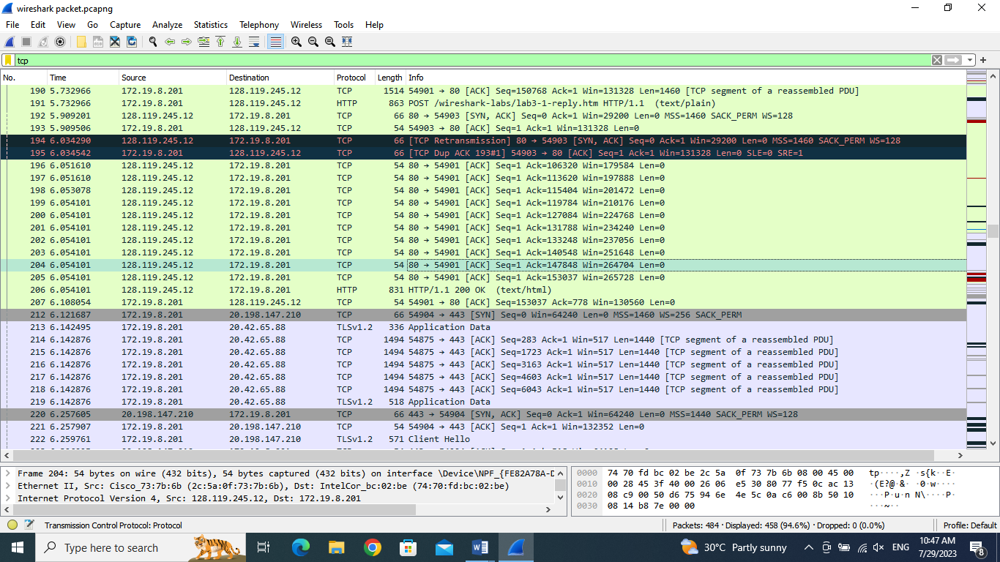 wireshark packet.pcapng
File Edit View Go Capture Analyze Statistics Telephony Wireless Tools Help
tcp
No. Time Source Destination Protocol Length Info
190 5.732966 172.19.8.201 128.119.245.12 TCP 1514 54901 → 80 [ACK] Seq=150768 Ack=1 Win=131328 Len=1460 [TCP segment of a reassembled PDU]
191 5.732966 172.19.8.201 128.119.245.12 HTTP 863 POST /wireshark-labs/lab3-1-reply.htm HTTP/1.1 (text/plain)
192 5.909201 128.119.245.12 172.19.8.201 TCP 66 80 → 54903 [SYN, ACK] Seq=0 Ack=1 Win=29200 Len=0 MSS=1460 SACK_PERM WS=128
193 5.909506 172.19.8.201 128.119.245.12 TCP 54 54903 → 80 [ACK] Seq=1 Ack=1 Win=131328 Len=0
194 6.034290 128.119.245.12 172.19.8.201 TCP 66 [TCP Retransmission] 80 → 54903 [SYN, ACK] Seq=0 Ack=1 Win=29200 Len=0 MSS=1460 SACK_PERM WS=128
195 6.034542 172.19.8.201 128.119.245.12 TCP 66 [TCP Dup ACK 193#1] 54903 → 80 [ACK] Seq=1 Ack=1 Win=131328 Len=0 SLE=0 SRE=1
196 6.051610 128.119.245.12 172.19.8.201 TCP 54 80 → 54901 [ACK] Seq=1 Ack=106320 Win=179584 Len=0
197 6.051610 128.119.245.12 172.19.8.201 TCP 54 80 → 54901 [ACK] Seq=1 Ack=113620 Win=197888 Len=0
198 6.053078 128.119.245.12 172.19.8.201 TCP 54 80 → 54901 [ACK] Seq=1 Ack=115404 Win=201472 Len=0
199 6.054101 128.119.245.12 172.19.8.201 TCP 54 80 → 54901 [ACK] Seq=1 Ack=119784 Win=210176 Len=0
200 6.054101 128.119.245.12 172.19.8.201 TCP 54 80 → 54901 [ACK] Seq=1 Ack=127084 Win=224768 Len=0
201 6.054101 128.119.245.12 172.19.8.201 TCP 54 80 → 54901 [ACK] Seq=1 Ack=131788 Win=234240 Len=0
202 6.054101 128.119.245.12 172.19.8.201 TCP 54 80 → 54901 [ACK] Seq=1 Ack=133248 Win=237056 Len=0
203 6.054101 128.119.245.12 172.19.8.201 TCP 54 80 → 54901 [ACK] Seq=1 Ack=140548 Win=251648 Len=0
204 6.054101 128.119.245.12 172.19.8.201 TCP 54 80 → 54901 [ACK] Seq=1 Ack=147848 Win=264704 Len=0
205 6.054101 128.119.245.12 172.19.8.201 TCP 54 80 → 54901 [ACK] Seq=1 Ack=153037 Win=265728 Len=0
206 6.054101 128.119.245.12 172.19.8.201 HTTP 831 HTTP/1.1 200 OK (text/html)
207 6.108054 172.19.8.201 128.119.245.12 TCP 54 54901 → 80 [ACK] Seq=153037 Ack=778 Win=130560 Len=0
212 6.121687 172.19.8.201 20.198.147.210 TCP 66 54904 → 443 [SYN] Seq=0 Win=64240 Len=0 MSS=1460 WS=256 SACK_PERM
213 6.142495 172.19.8.201 20.42.65.88 TLSv1.2 336 Application Data
214 6.142876 172.19.8.201 20.42.65.88 TCP 1494 54875 → 443 [ACK] Seq=283 Ack=1 Win=517 Len=1440 [TCP segment of a reassembled PDU]
215 6.142876 172.19.8.201 20.42.65.88 TCP 1494 54875 → 443 [ACK] Seq=1723 Ack=1 Win=517 Len=1440 [TCP segment of a reassembled PDU]
216 6.142876 172.19.8.201 20.42.65.88 TCP 1494 54875 → 443 [ACK] Seq=3163 Ack=1 Win=517 Len=1440 [TCP segment of a reassembled PDU]
217 6.142876 172.19.8.201 20.42.65.88 TCP 1494 54875 → 443 [ACK] Seq=4603 Ack=1 Win=517 Len=1440 [TCP segment of a reassembled PDU]
218 6.142876 172.19.8.201 20.42.65.88 TCP 1494 54875 → 443 [ACK] Seq=6043 Ack=1 Win=517 Len=1440 [TCP segment of a reassembled PDU]
219 6.142876 172.19.8.201 20.42.65.88 TLSv1.2 518 Application Data
220 6.257605 20.198.147.210 172.19.8.201 TCP 66 443 → 54904 [SYN, ACK] Seq=0 Ack=1 Win=64240 Len=0 MSS=1440 SACK_PERM WS=128
221 6.257907 172.19.8.201 20.198.147.210 TCP 54 54904 → 443 [ACK] Seq=1 Ack=1 Win=132352 Len=0
222 6.259761 172.19.8.201 20.198.147.210 TLSv1.2 571 Client Hello
Frame 204: 54 bytes on wire (432 bits), 54 bytes captured (432 bits) on interface \Device\NPF_{FE82A78A-D
Ethernet II, Src: Cisco_73:7b:6b (2c:5a:0f:73:7b:6b), Dst: IntelCor_bc:02:be (74:70:fd:bc:02:be)
Internet Protocol Version 4, Src: 128.119.245.12, Dst: 172.19.8.201
0000 74 70 fd bc 02 be 2c 5a 0f 73 7b 6b 08 00 45 00 tp····,Z ·s{k··E·
0010 00 28 45 3f 40 00 26 06 e5 30 80 77 f5 0c ac 13 ·(E?@·&· ·0·w····
0020 08 c9 00 50 d6 75 94 6e 4e 5c 0a c6 00 8b 50 10 ···P·u·n N\····P·
0030 08 14 b8 7e 00 00 ···~··
Transmission Control Protocol: Protocol
Packets: 484 · Displayed: 458 (94.6%) · Dropped: 0 (0.0%)
Profile: Default
Type here to search
30°C Partly sunny
ENG
10:47 AM
7/29/2023
8